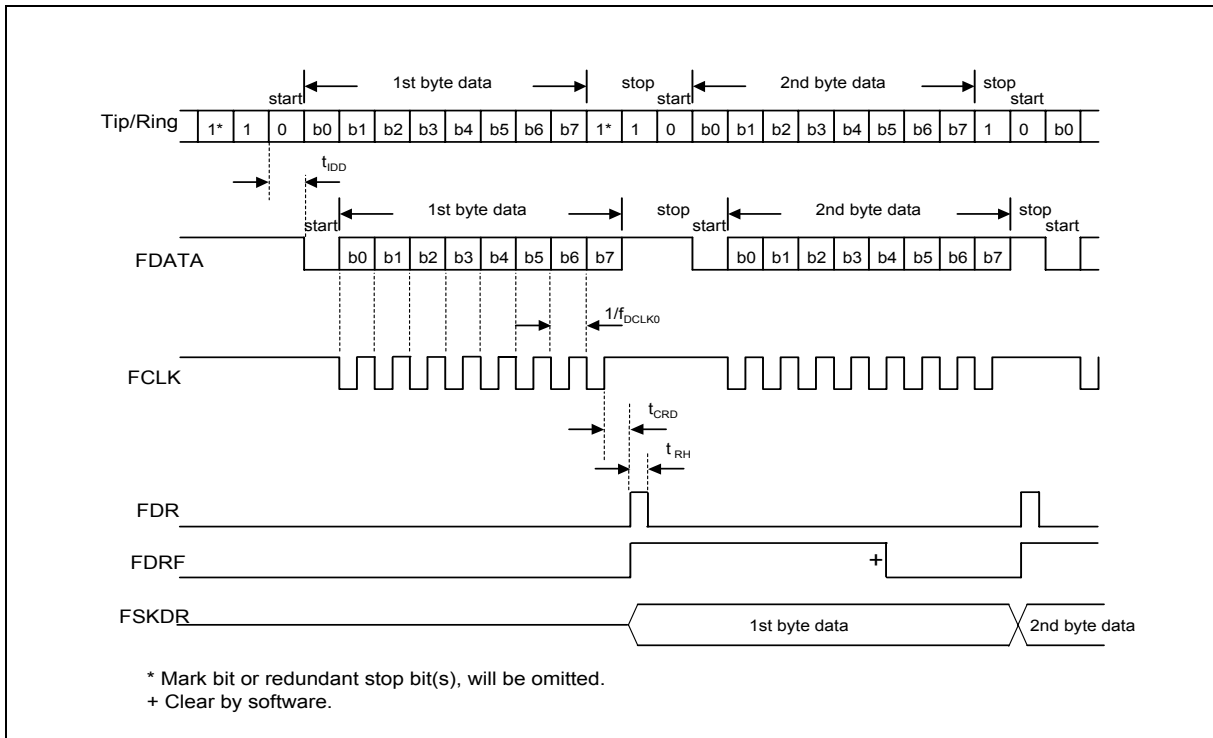 1st byte data stop 2nd byte data stop
start start start
Tip/Ring 1* 1 0 b0 b1 b2 b3 b4 b5 b6 b7 1* 1 0 b0 b1 b2 b3 b4 b5 b6 b7 1 0 b0
tIDD
1st byte data stop 2nd byte data stop
start start start
FDATA b0 b1 b2 b3 b4 b5 b6 b7 b0 b1 b2 b3 b4 b5 b6 b7
1/fDCLK0
FCLK
tCRD
tRH
FDR
FDRF +
FSKDR
1st byte data 2nd byte data
* Mark bit or redundant stop bit(s), will be omitted.
+ Clear by software.